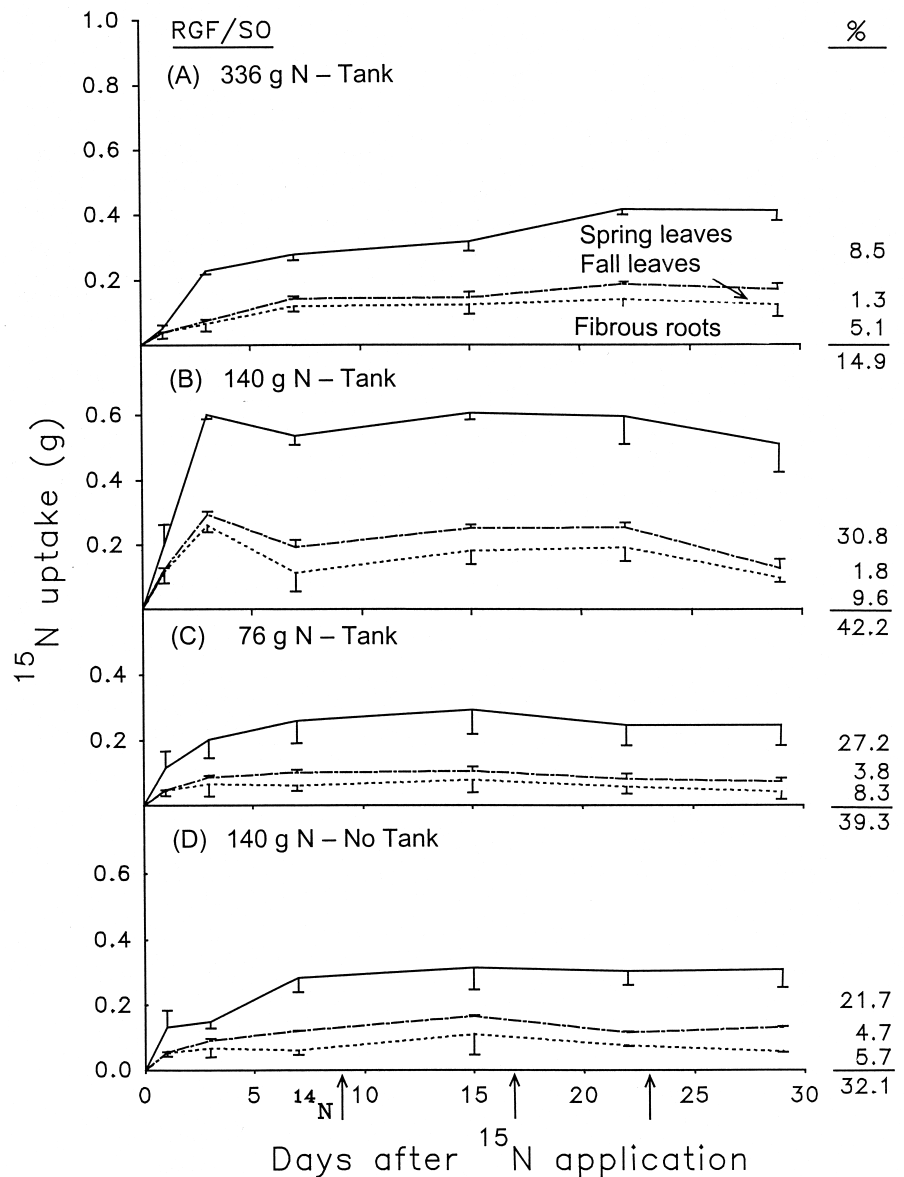 RGF/SO %
1.0
(A) 336 g N – Tank
0.8
0.6
0.4
Spring leaves
8.5
Fall leaves
0.2
1.3
Fibrous roots
5.1
14.9
(B) 140 g N – Tank
0.6
0.4
0.2
30.8
1.8
9.6
42.2
(C) 76 g N – Tank
0.4
0.2
27.2
3.8
8.3
39.3
(D) 140 g N – No Tank
0.6
0.4
0.2
21.7
4.7
5.7
0.0
32.1
0 5 10 15 20 25 30
¹⁴N
Days after ¹⁵N application
¹⁵N uptake (g)